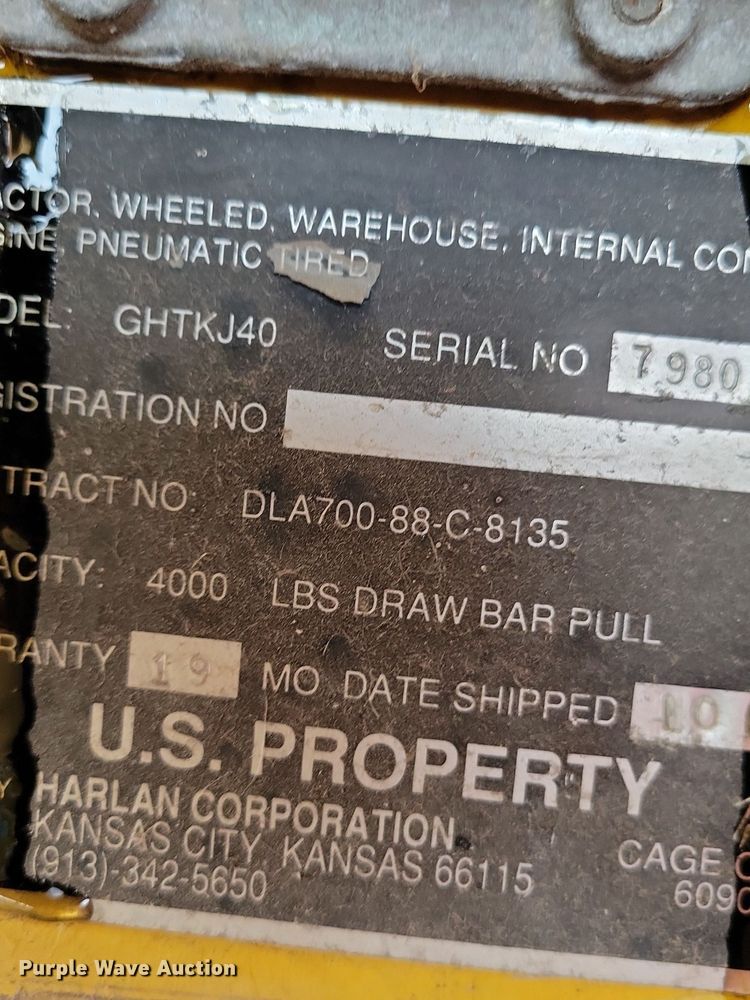 ACTOR, WHEELED, WAREHOUSE, INTERNAL CO
GINE, PNEUMATIC TIRED
DEL: GHTKJ40 SERIAL NO 7980
GISTRATION NO
TRACT NO: DLA700-88-C-8135
ACITY: 4000 LBS DRAW BAR PULL
RANTY 19 MO DATE SHIPPED 10
U.S. PROPERTY
Y HARLAN CORPORATION
KANSAS CITY, KANSAS 66115 CAGE C
(913)-342-5650 609
Purple Wave Auction